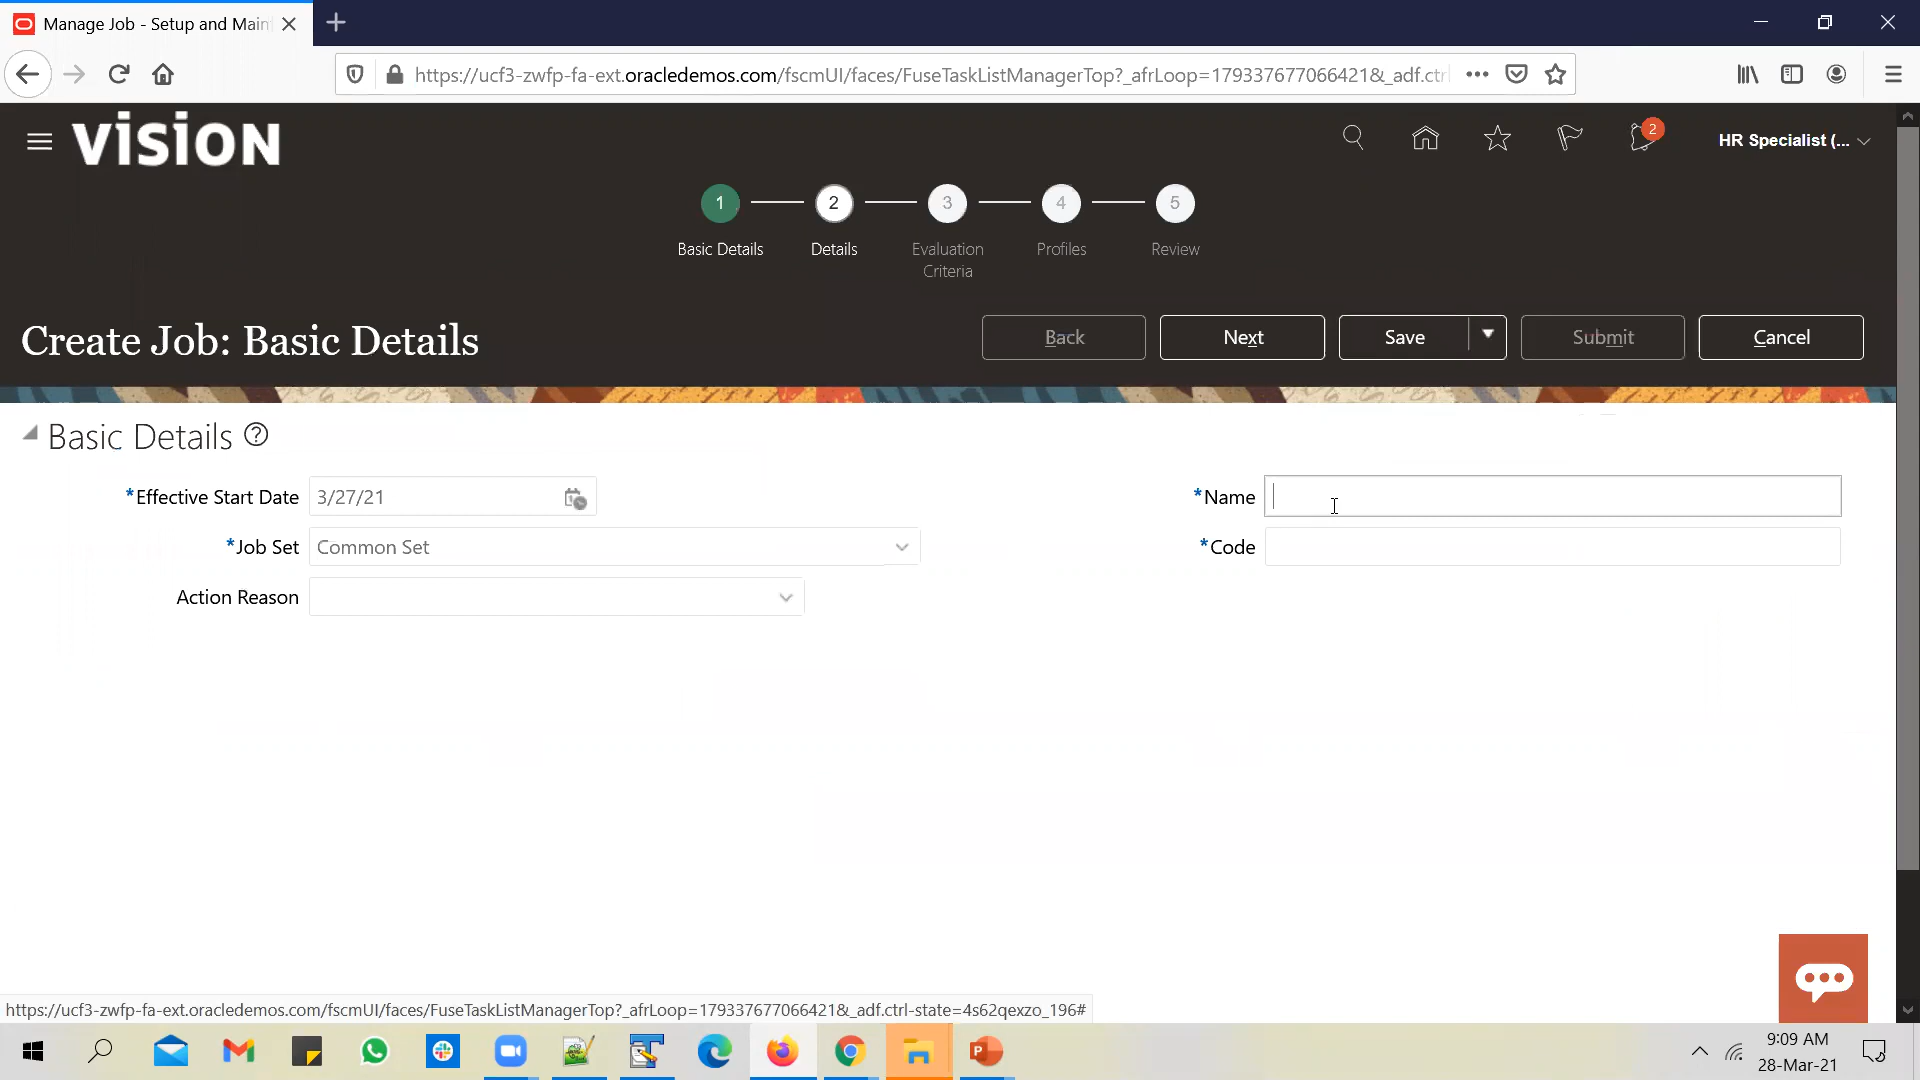 Manage Job - Setup and Main
https://ucf3-zwfp-fa-ext.oracledemos.com/fscmUI/faces/FuseTaskListManagerTop?_afrLoop=179337677066421&_adf.ctrl
VISION
2
HR Specialist (...
1 2 3 4 5
Basic Details Details Evaluation Criteria Profiles Review
Create Job: Basic Details
Back Next Save Submit Cancel
Basic Details
*Effective Start Date 3/27/21 *Name
*Job Set Common Set *Code
Action Reason
https://ucf3-zwfp-fa-ext.oracledemos.com/fscmUI/faces/FuseTaskListManagerTop?_afrLoop=179337677066421&_adf.ctrl-state=4s62qexzo_196#
9:09 AM
28-Mar-21